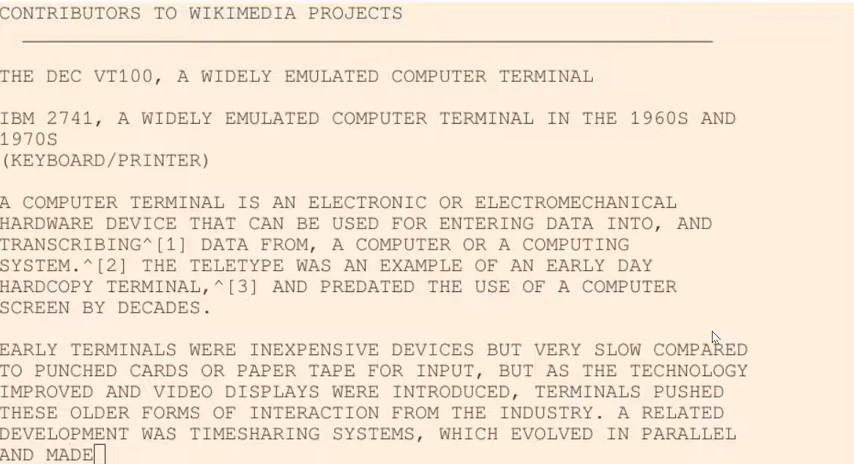 CONTRIBUTORS TO WIKIMEDIA PROJECTS
THE DEC VT100, A WIDELY EMULATED COMPUTER TERMINAL
IBM 2741, A WIDELY EMULATED COMPUTER TERMINAL IN THE 1960S AND
1970S
(KEYBOARD/PRINTER)
A COMPUTER TERMINAL IS AN ELECTRONIC OR ELECTROMECHANICAL
HARDWARE DEVICE THAT CAN BE USED FOR ENTERING DATA INTO, AND
TRANSCRIBING^[1] DATA FROM, A COMPUTER OR A COMPUTING
SYSTEM.^[2] THE TELETYPE WAS AN EXAMPLE OF AN EARLY DAY
HARDCOPY TERMINAL,^[3] AND PREDATED THE USE OF A COMPUTER
SCREEN BY DECADES.
EARLY TERMINALS WERE INEXPENSIVE DEVICES BUT VERY SLOW COMPARED
TO PUNCHED CARDS OR PAPER TAPE FOR INPUT, BUT AS THE TECHNOLOGY
IMPROVED AND VIDEO DISPLAYS WERE INTRODUCED, TERMINALS PUSHED
THESE OLDER FORMS OF INTERACTION FROM THE INDUSTRY. A RELATED
DEVELOPMENT WAS TIMESHARING SYSTEMS, WHICH EVOLVED IN PARALLEL
AND MADE